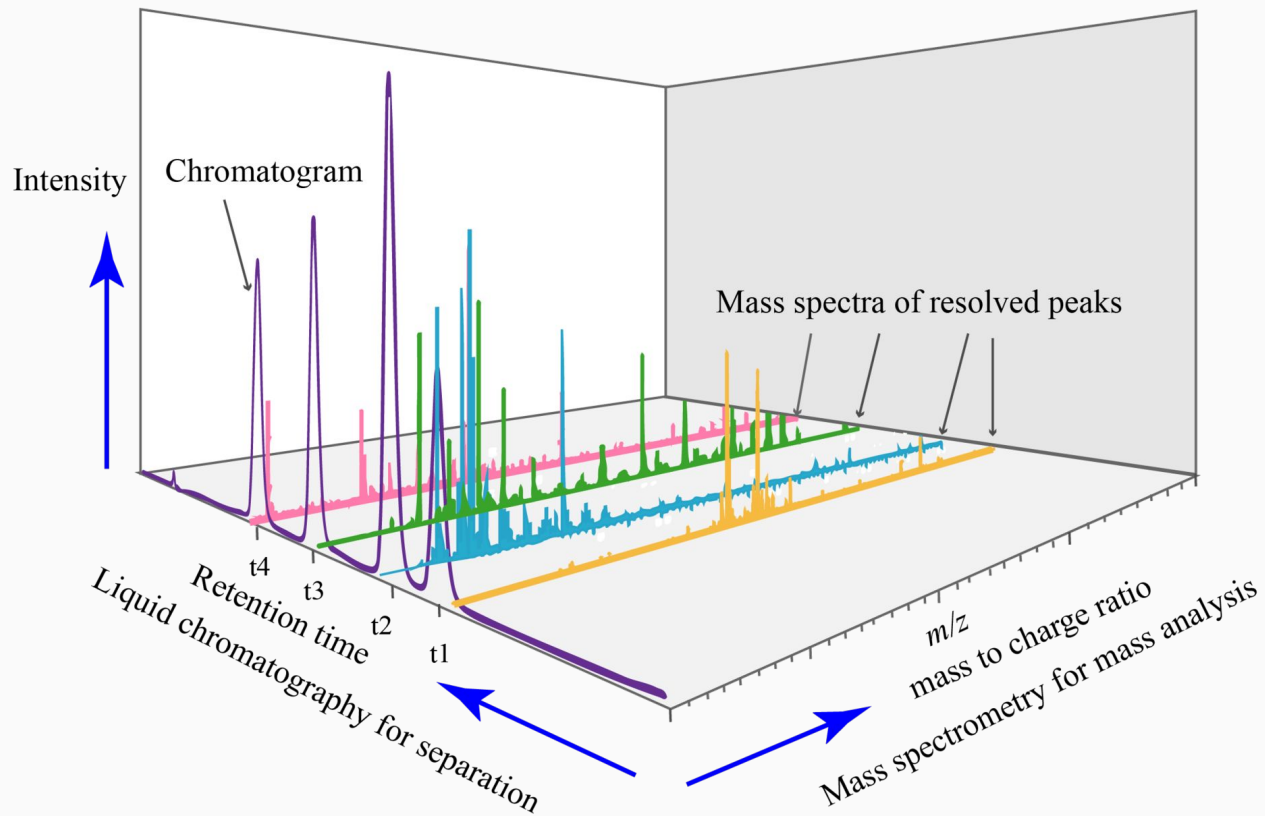 Intensity
Chromatogram
Mass spectra of resolved peaks
t4
t3
t2
t1
Retention time
Liquid chromatography for separation
m/z
mass to charge ratio
Mass spectrometry for mass analysis